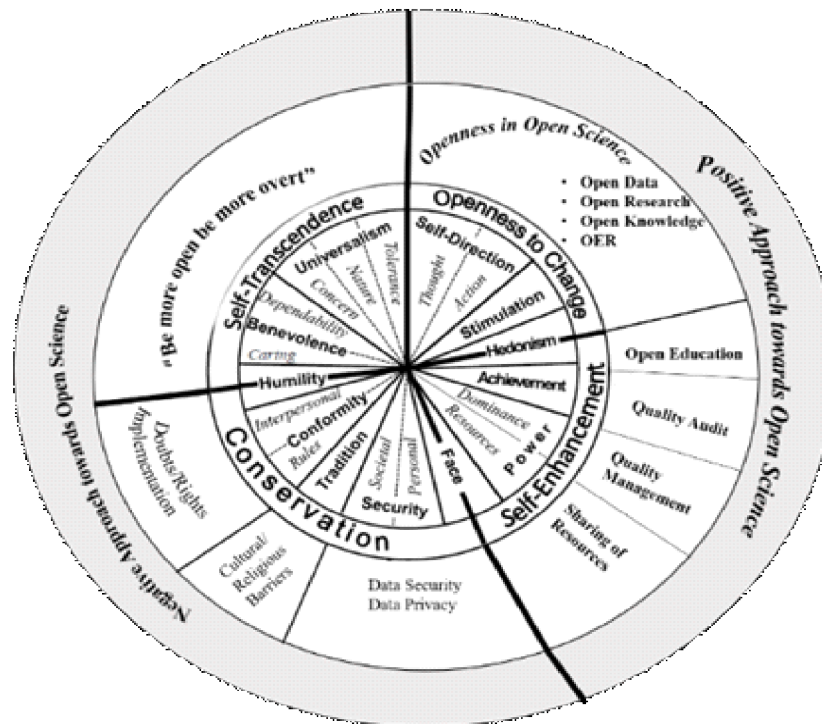 Positive Approach towards Open Science
Negative Approach towards Open Science
Openness in Open Science
• Open Data
• Open Research
• Open Knowledge
• OER
Open Education
Quality Audit
Quality
Management
Sharing of
Resources
Data Security
Data Privacy
Cultural/
Religious
Barriers
Doubts/Rights
Implementation
"Be more open be more overt"
Openness to Change
Self-Enhancement
Conservation
Self-Transcendence
Self-Direction
Thought
Action
Stimulation
Hedonism
Achievement
Dominance
Resources
Power
Face
Personal
Security
Societal
Tradition
Rules
Conformity
Interpersonal
Humility
Caring
Benevolence
Dependability
Universalism
Concern
Nature
Tolerance